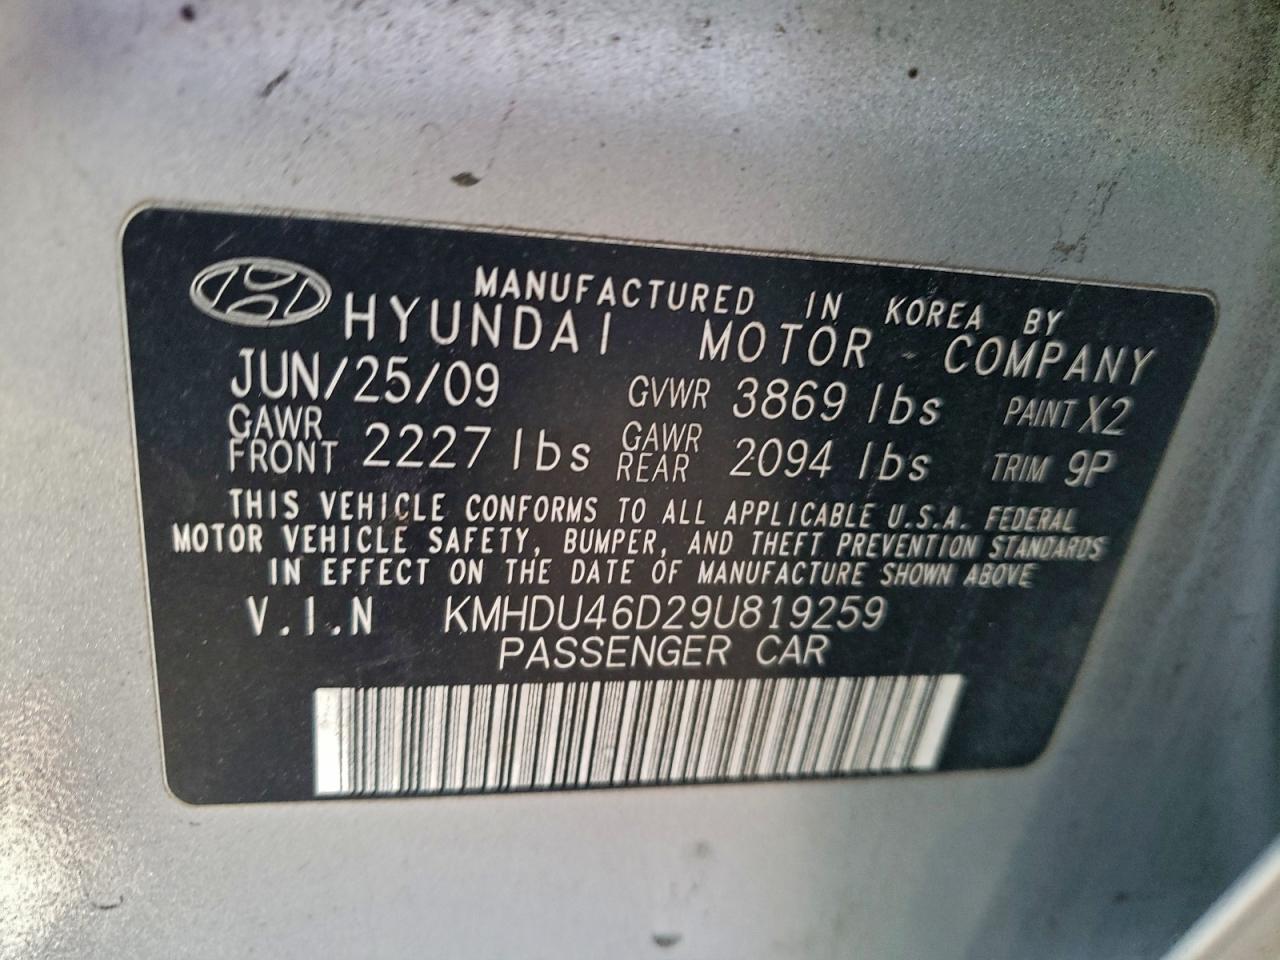 MANUFACTURED IN KOREA BY
HYUNDAI MOTOR COMPANY
JUN/25/09 GVWR 3869 lbs PAINT X2
GAWR FRONT 2227 lbs GAWR REAR 2094 lbs TRIM 9P
THIS VEHICLE CONFORMS TO ALL APPLICABLE U.S.A. FEDERAL
MOTOR VEHICLE SAFETY, BUMPER, AND THEFT PREVENTION STANDARDS
IN EFFECT ON THE DATE OF MANUFACTURE SHOWN ABOVE
V.I.N KMHDU46D29U819259
PASSENGER CAR